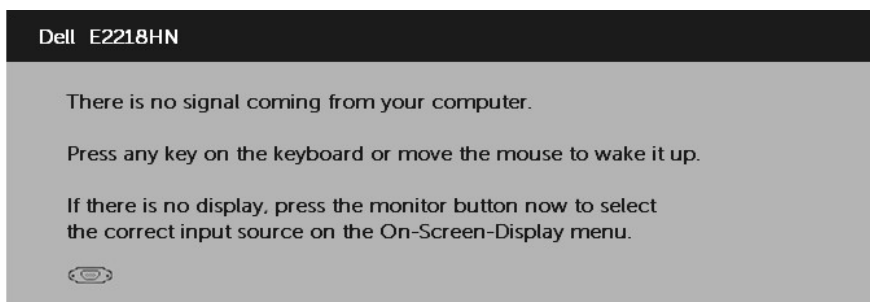 Dell E2218HN
There is no signal coming from your computer.
Press any key on the keyboard or move the mouse to wake it up.
If there is no display, press the monitor button now to select
the correct input source on the On-Screen-Display menu.